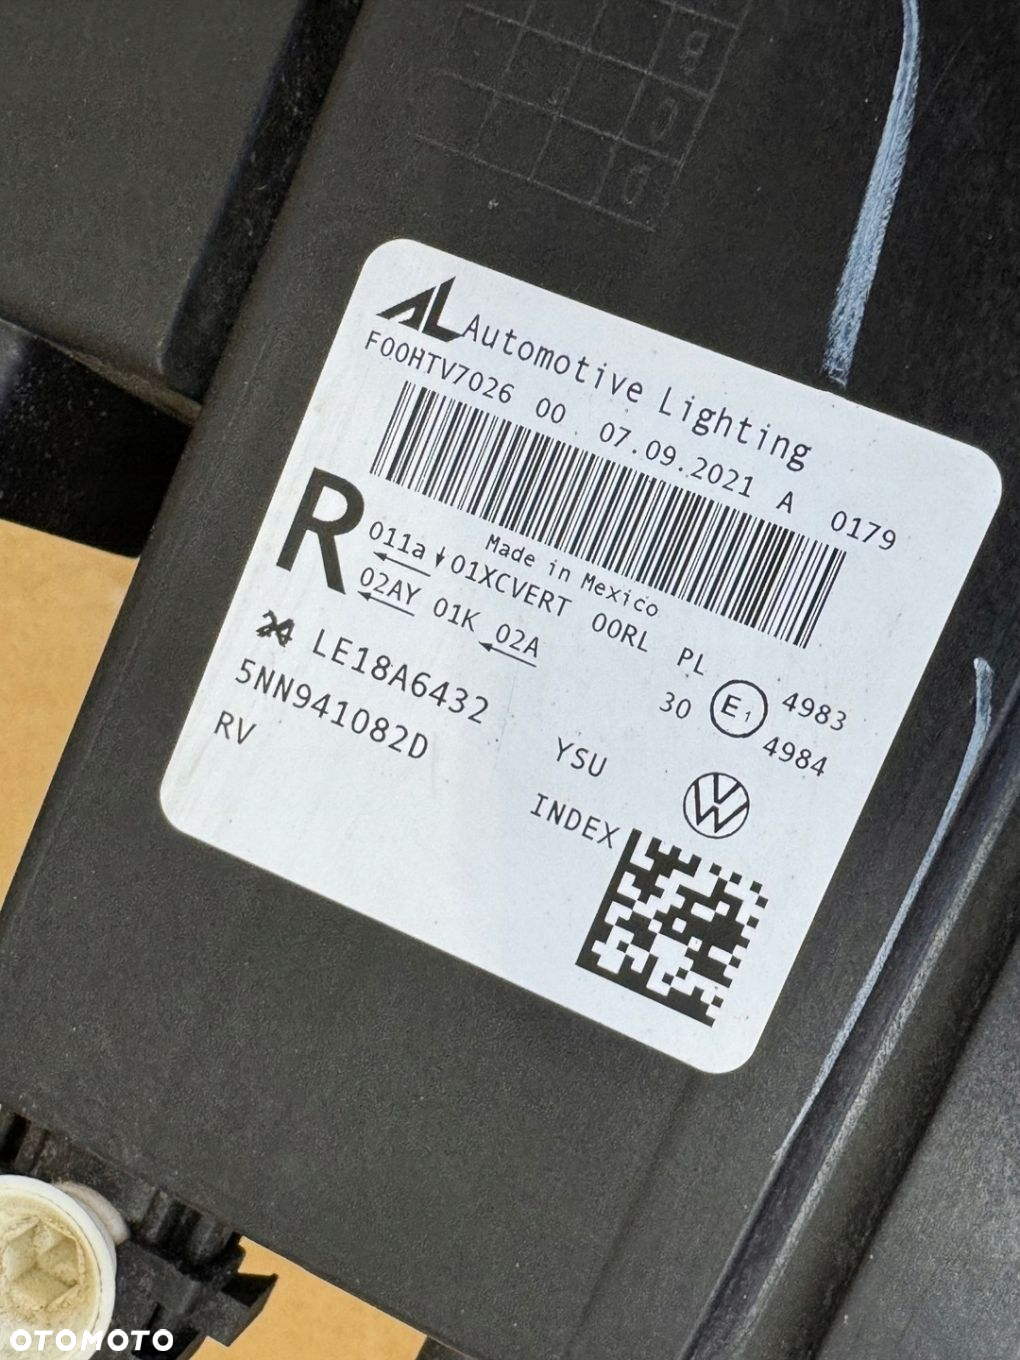 AL Automotive Lighting
F00HTV7026 00 07.09.2021 A 0179
Made in Mexico
R
011a 01XCVERT 00RL PL
02AY 01K 02A
30 E1 4983
4984
LE18A6432
5NN941082D YSU
RV INDEX
VW
OTOMOTO